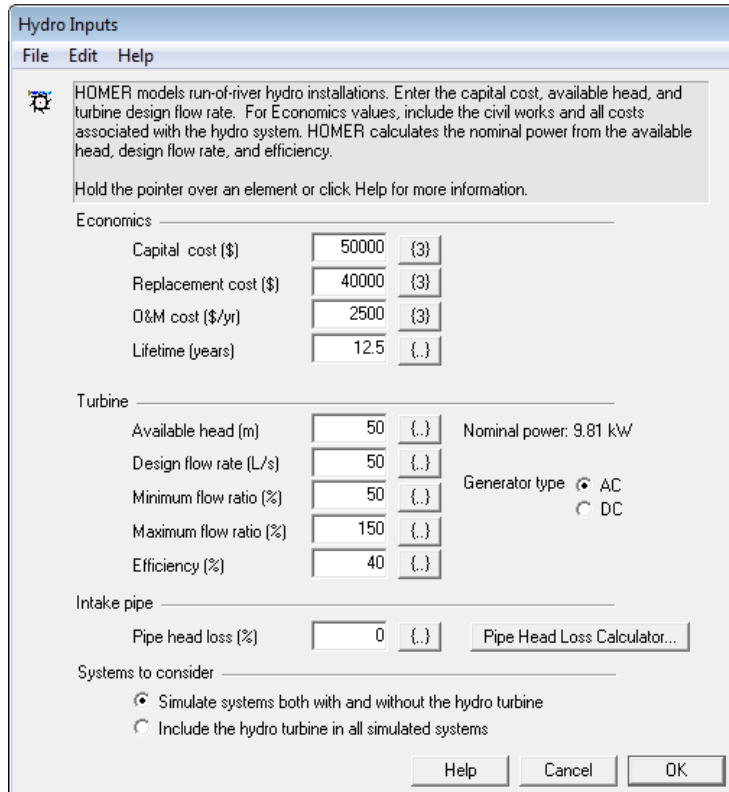 Hydro Inputs
File Edit Help
HOMER models run-of-river hydro installations. Enter the capital cost, available head, and
turbine design flow rate.  For Economics values, include the civil works and all costs
associated with the hydro system. HOMER calculates the nominal power from the available
head, design flow rate, and efficiency.
Hold the pointer over an element or click Help for more information.
Economics
Capital cost ($) 50000 {3}
Replacement cost ($) 40000 {3}
O&M cost ($/yr) 2500 {3}
Lifetime (years) 12.5 {..}
Turbine
Available head (m) 50 {..} Nominal power: 9.81 kW
Design flow rate (L/s) 50 {..}
Minimum flow ratio (%) 50 {..} Generator type AC
DC
Maximum flow ratio (%) 150 {..}
Efficiency (%) 40 {..}
Intake pipe
Pipe head loss (%) 0 {..} Pipe Head Loss Calculator...
Systems to consider
Simulate systems both with and without the hydro turbine
Include the hydro turbine in all simulated systems
Help Cancel OK